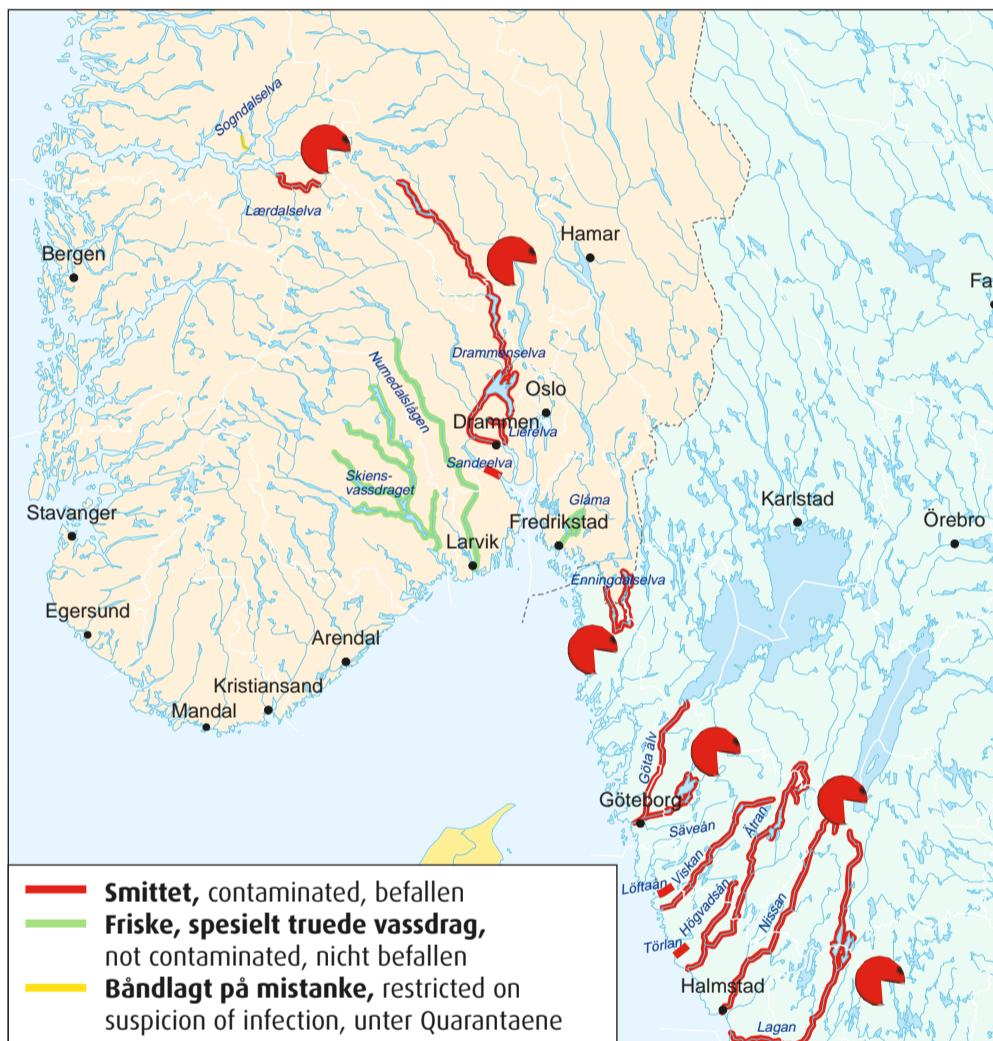 Sogndalselva
Lærdalselva
Bergen
Hamar
Fa
Drammenselva
Numedalslågen
Oslo
Drammen
Lierelva
Sandeelva
Skiens-
vassdraget
Glåma
Karlstad
Stavanger
Fredrikstad
Örebro
Larvik
Enningdalselva
Egersund
Arendal
Kristiansand
Mandal
Göta älv
Göteborg
Säveån
Ätran
Viskan
Löftaån
Högvadsån
Nissan
Törlan
Halmstad
Lagan
Smittet, contaminated, befallen
Friske, spesielt truede vassdrag,
not contaminated, nicht befallen
Båndlagt på mistanke, restricted on
suspicion of infection, unter Quarantaene